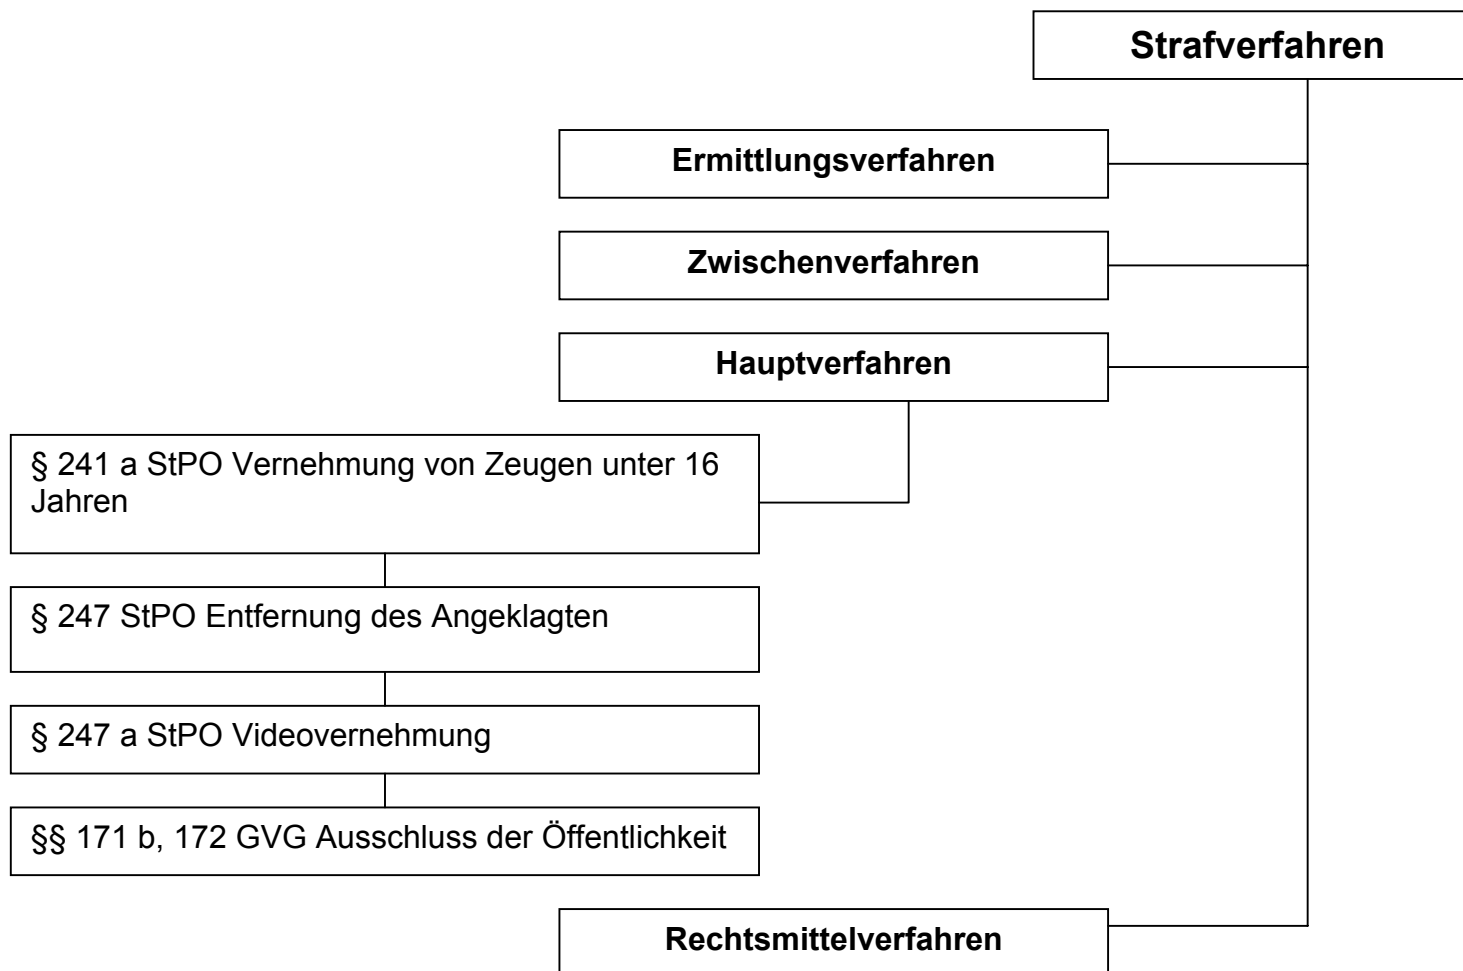 Strafverfahren
Ermittlungsverfahren
Zwischenverfahren
Hauptverfahren
§ 241 a StPO Vernehmung von Zeugen unter 16
Jahren
§ 247 StPO Entfernung des Angeklagten
§ 247 a StPO Videovernehmung
§§ 171 b, 172 GVG Ausschluss der Öffentlichkeit
Rechtsmittelverfahren